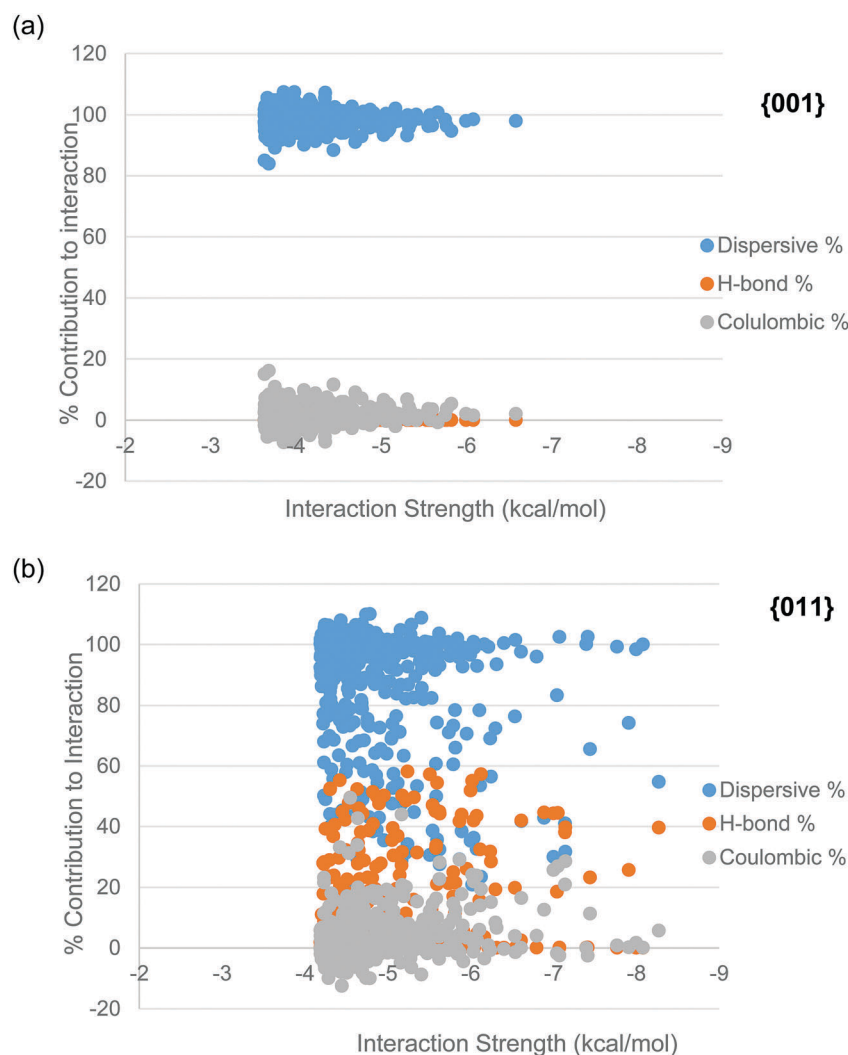 (a)
120
100
80
60
40
20
0
-20
-2
-3
-4
-5
-6
-7
-8
-9
% Contribution to interaction
Interaction Strength (kcal/mol)
{001}
Dispersive %
H-bond %
Colulombic %
(b)
120
100
80
60
40
20
0
-20
-2
-3
-4
-5
-6
-7
-8
-9
% Contribution to Interaction
Interaction Strength (kcal/mol)
{011}
Dispersive %
H-bond %
Coulombic %